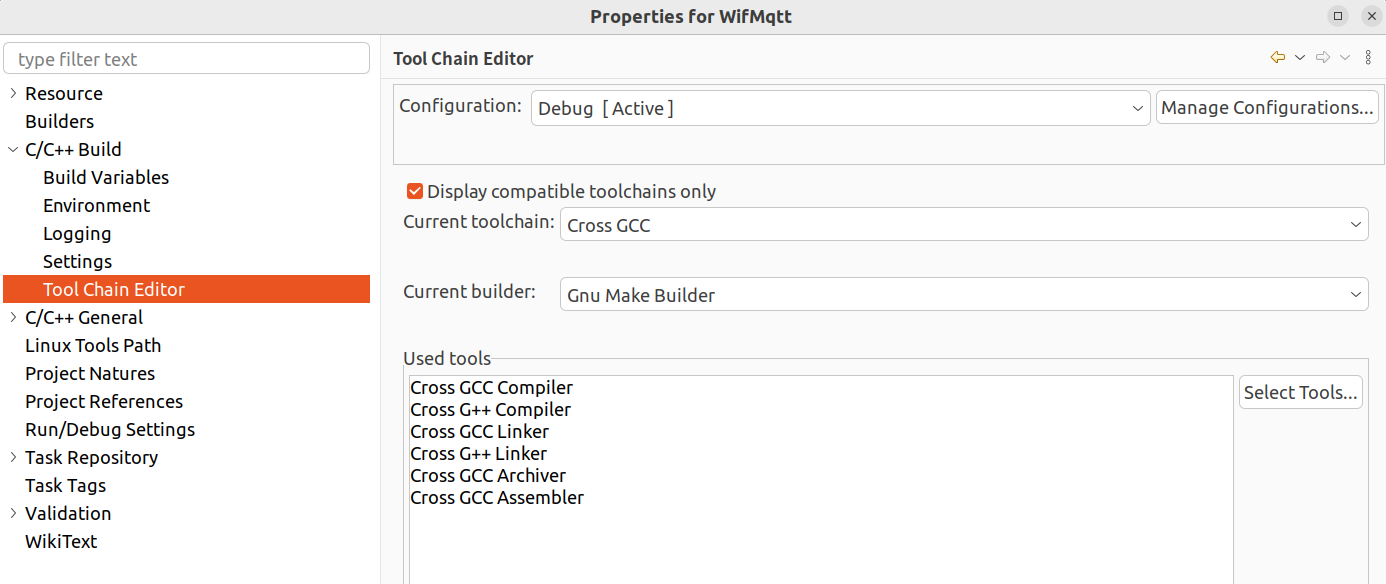 Properties for WifMqtt
type filter text
Resource
Builders
C/C++ Build
Build Variables
Environment
Logging
Settings
Tool Chain Editor
C/C++ General
Linux Tools Path
Project Natures
Project References
Run/Debug Settings
Task Repository
Task Tags
Validation
WikiText
Tool Chain Editor
Configuration: Debug [ Active ] Manage Configurations...
Display compatible toolchains only
Current toolchain: Cross GCC
Current builder: Gnu Make Builder
Used tools
Cross GCC Compiler
Cross G++ Compiler
Cross GCC Linker
Cross G++ Linker
Cross GCC Archiver
Cross GCC Assembler
Select Tools...